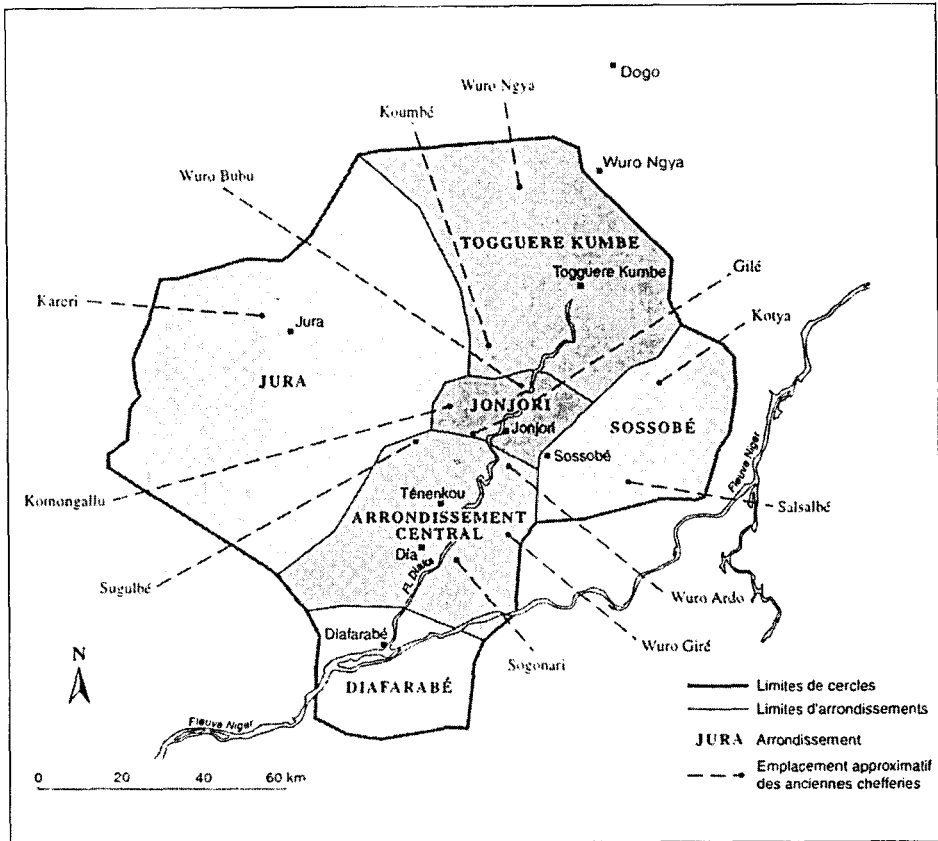 Dogo
Wuro Ngya
Koumbé
Wuro Ngya
Wuro Bubu
TOGGUERE KUMBE
Togguere Kumbe
Gilé
Kareri
Kotya
Jura
JURA
JONJORI
Jonjori
SOSSOBÉ
Sossobé
Fleuve Niger
Komongallu
Ténenkou
Salsalbé
ARRONDISSEMENT
CENTRAL
Dia
Fl. Diaka
Sugulbé
Wuro Ardo
Diafarabé
Wuro Giré
Sogonari
N
DIAFARABÉ
Fleuve Niger
Limites de cercles
Limites d'arrondissements
JURA Arrondissement
Emplacement approximatif
des anciennes chefferies
0 20 40 60 km